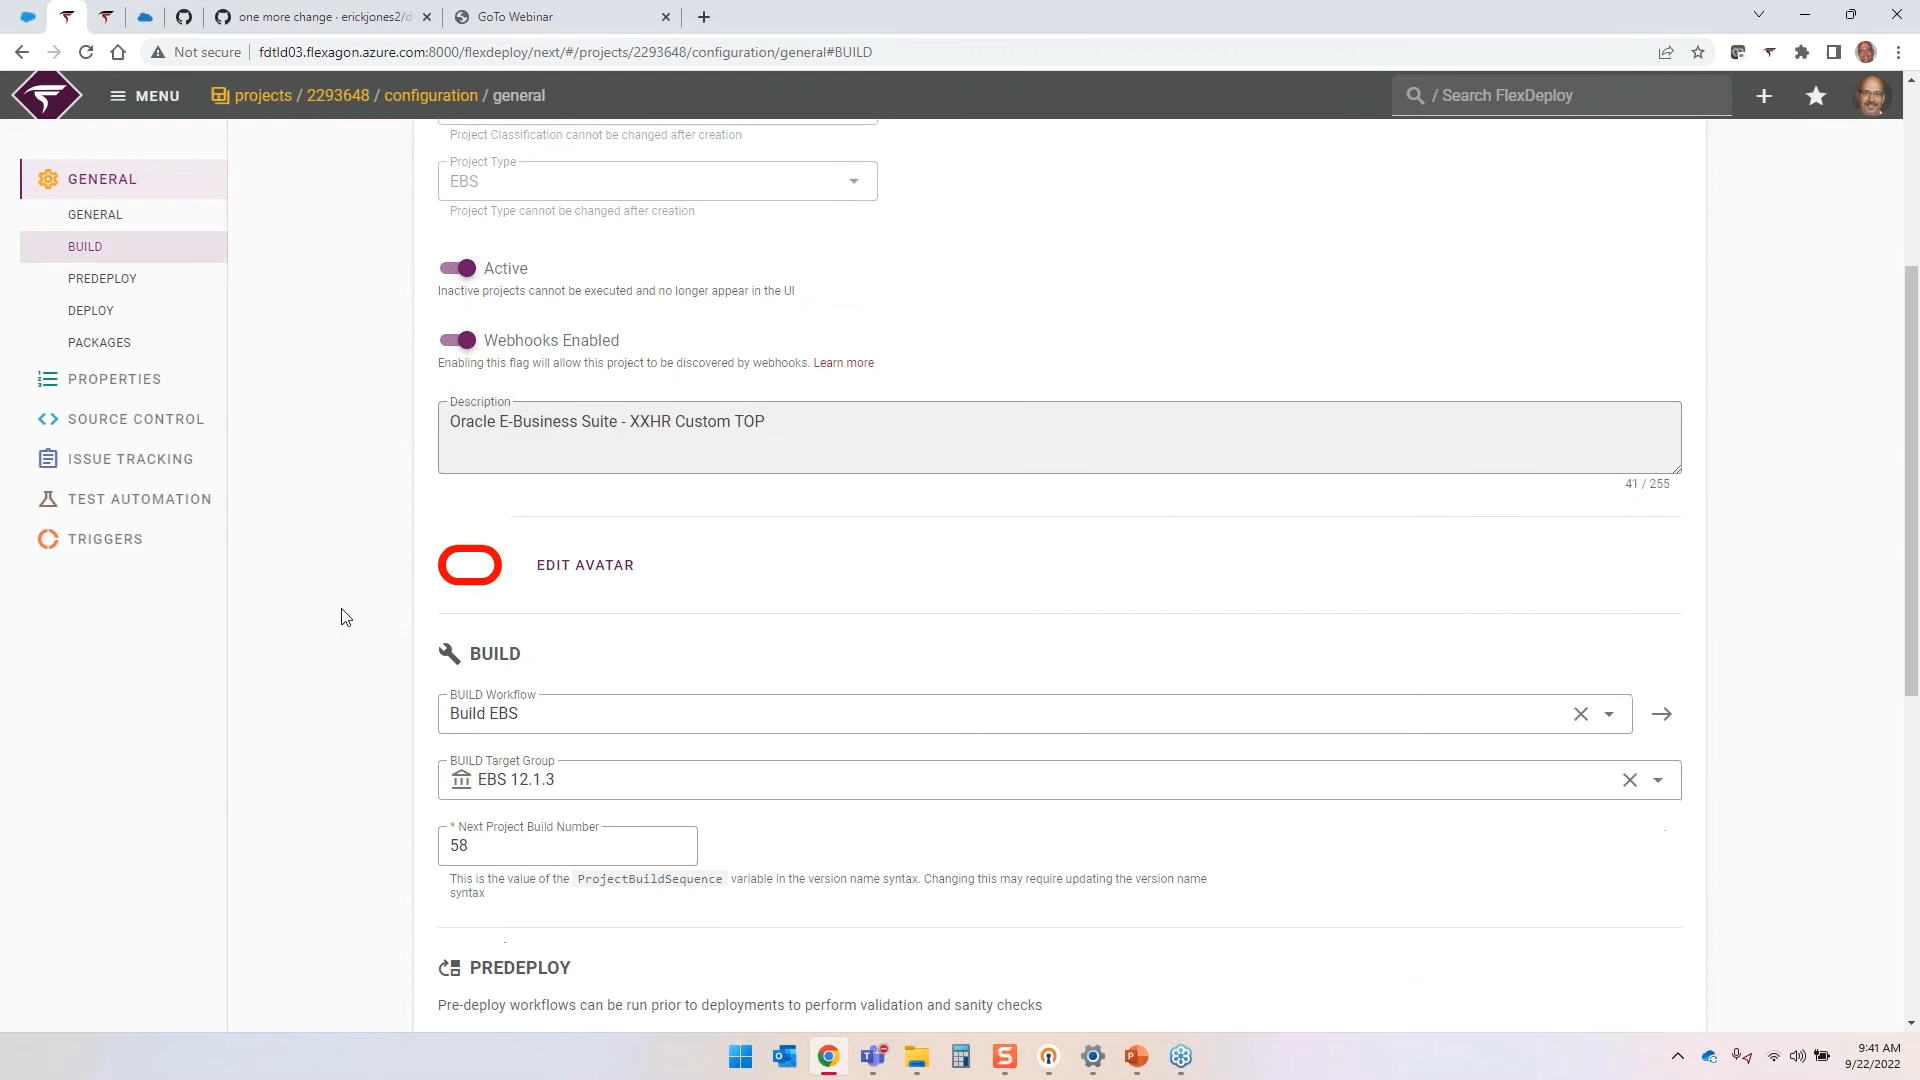 one more change · erickjones2/d
GoTo Webinar
Not secure
fdtld03.flexagon.azure.com:8000/flexdeploy/next/#/projects/2293648/configuration/general#BUILD
MENU
projects / 2293648 / configuration / general
/ Search FlexDeploy
GENERAL
GENERAL
BUILD
PREDEPLOY
DEPLOY
PACKAGES
PROPERTIES
SOURCE CONTROL
ISSUE TRACKING
TEST AUTOMATION
TRIGGERS
Project Classification cannot be changed after creation
Project Type
EBS
Project Type cannot be changed after creation
Active
Inactive projects cannot be executed and no longer appear in the UI
Webhooks Enabled
Enabling this flag will allow this project to be discovered by webhooks. Learn more
Description
Oracle E-Business Suite - XXHR Custom TOP
41 / 255
EDIT AVATAR
BUILD
BUILD Workflow
Build EBS
BUILD Target Group
EBS 12.1.3
* Next Project Build Number
58
This is the value of the ProjectBuildSequence variable in the version name syntax. Changing this may require updating the version name
syntax
PREDEPLOY
Pre-deploy workflows can be run prior to deployments to perform validation and sanity checks
9:41 AM
9/22/2022